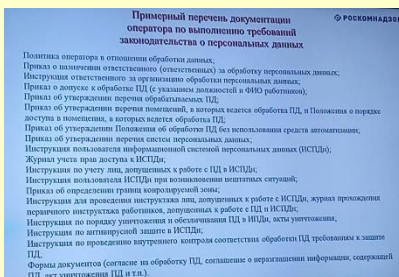 Примерный перечень документации
оператора по выполнению требований
законодательства о персональных данных
РОСКОМНАДЗОР
Политика оператора в отношении обработки данных;
Приказ о назначении ответственного (ответственных) за обработку персональных данных;
Инструкция ответственного за организацию обработки персональных данных;
Приказ о допуске к обработке ПД (с указанием должностей и ФИО работников);
Приказ об утверждении перечня обрабатываемых ПД;
Приказ об утверждении перечня помещений, в которых ведется обработка ПД, и Положения о порядке
доступа в помещения, в которых ведется обработка ПД;
Приказ об утверждении Положения об обработке ПД без использования средств автоматизации;
Приказ об утверждении перечня систем персональных данных;
Инструкция пользователя информационной системой персональных данных (ИСПДн);
Журнал учета прав доступа к ИСПДн;
Инструкция по учету лиц, допущенных к работе с ПД в ИСПДн;
Инструкция пользователя ИСПДн при возникновении нештатных ситуаций;
Приказ об определении границ контролируемой зоны;
Инструкция для проведения инструктажа лиц, допущенных к работе с ИСПДн, журнал прохождения
первичного инструктажа работников, допущенных к работе с ПД и ИСПДн;
Инструкция по порядку уничтожения и обезличивания ПД в ИПДн, акты уничтожения,
Инструкция по антивирусной защите в ИСПДн;
Инструкция по проведению внутреннего контроля соответствия обработки ПД требованиям к защите
ПД.
Формы документов (согласие на обработку ПД, соглашение о неразглашении информации, содержащей
ПД, акт уничтожения ПД и т.п.).